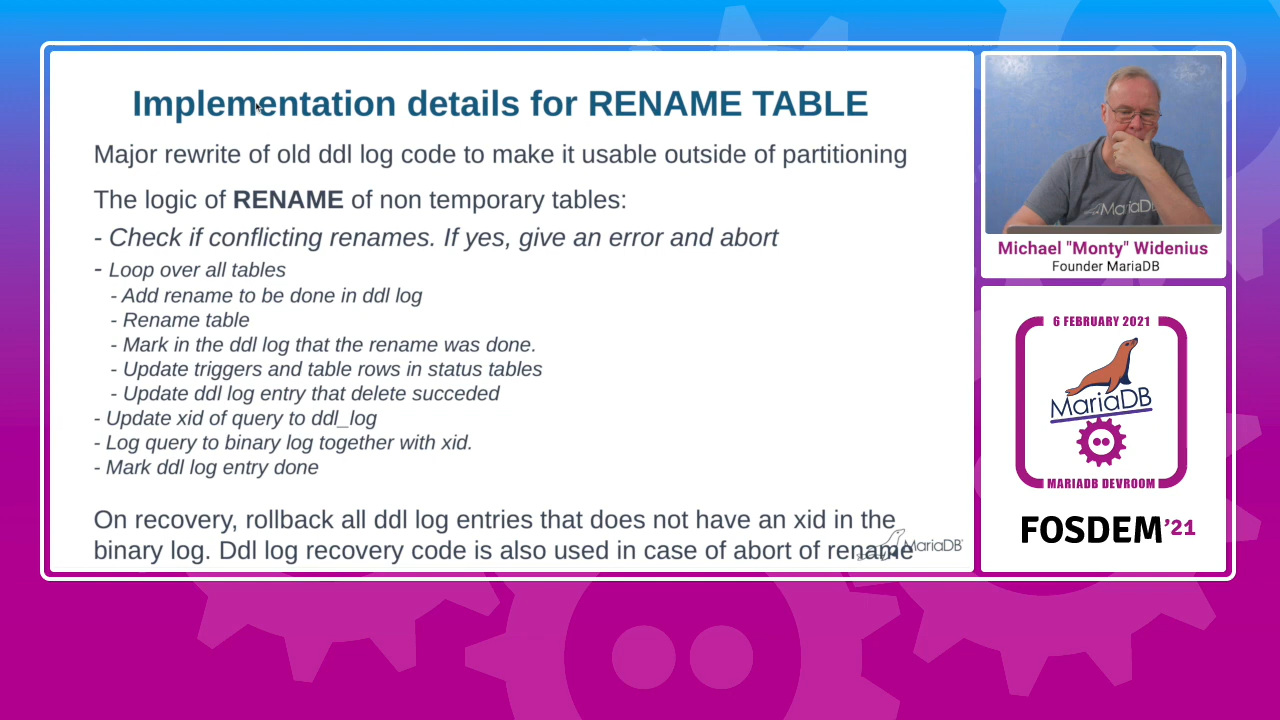 Implementation details for RENAME TABLE
Major rewrite of old ddl log code to make it usable outside of partitioning
The logic of RENAME of non temporary tables:
- Check if conflicting renames. If yes, give an error and abort
- Loop over all tables
- Add rename to be done in ddl log
- Rename table
- Mark in the ddl log that the rename was done.
- Update triggers and table rows in status tables
- Update ddl log entry that delete succeded
- Update xid of query to ddl_log
- Log query to binary log together with xid.
- Mark ddl log entry done
On recovery, rollback all ddl log entries that does not have an xid in the
binary log. Ddl log recovery code is also used in case of abort of rename
MariaDB
MariaDB
Michael "Monty" Widenius
Founder MariaDB
6 FEBRUARY 2021
MariaDB
MARIADB DEVROOM
FOSDEM'21